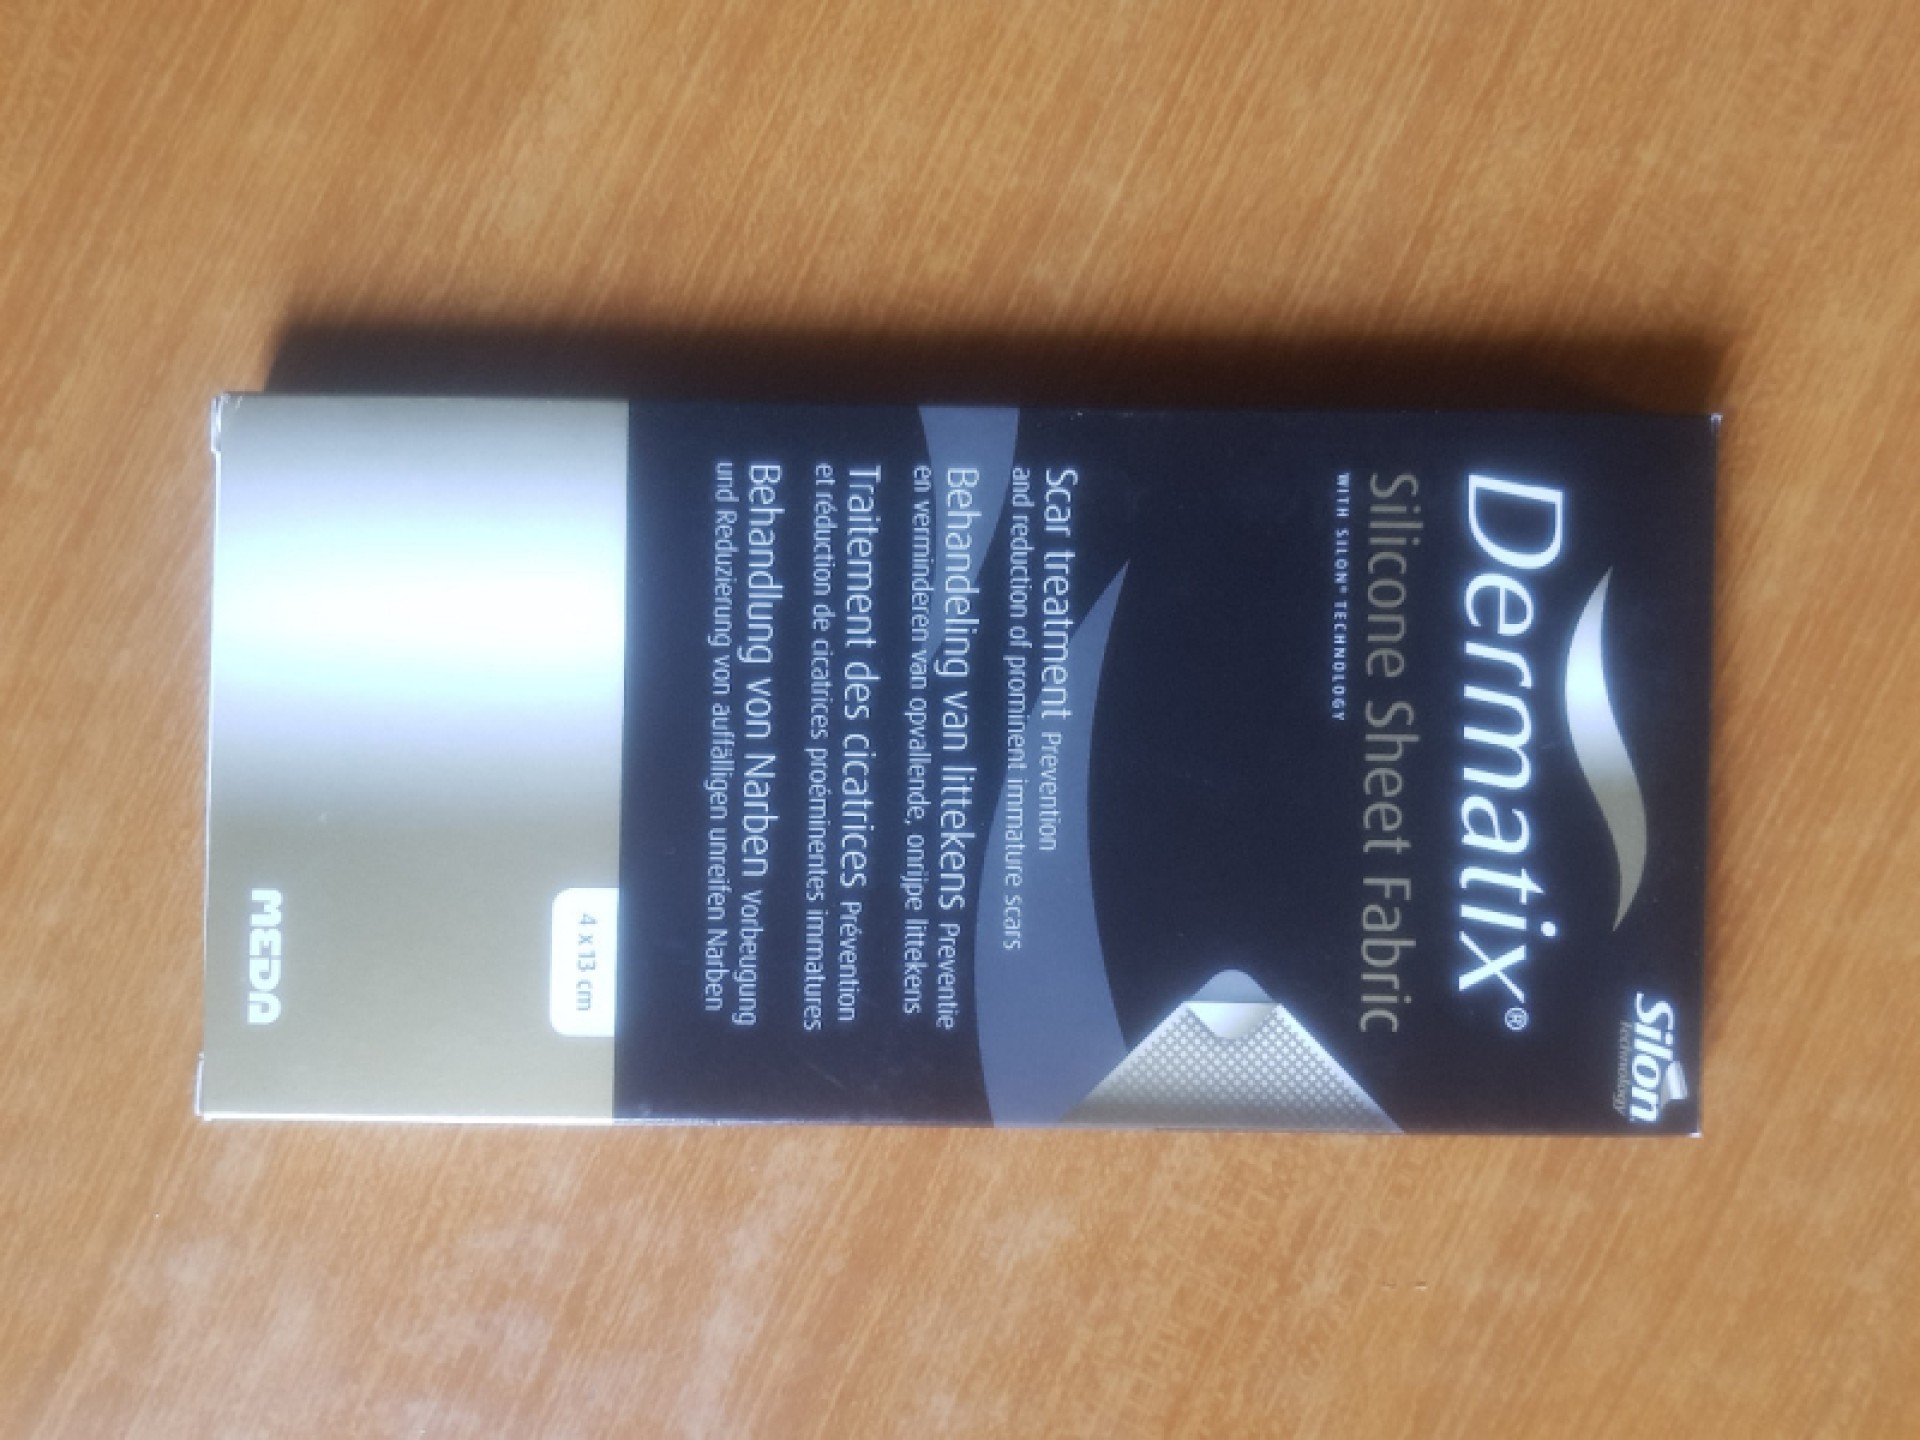 Silon
Technology
Dermatix®
Silicone Sheet Fabric
WITH SILON® TECHNOLOGY
Scar treatment Prevention
and reduction of prominent immature scars
Behandeling van littekens Preventie
en verminderen van opvallende, onrijpe littekens
Traitement des cicatrices Prévention
et réduction de cicatrices proéminentes immatures
Behandlung von Narben Vorbeugung
und Reduzierung von auffälligen unreifen Narben
4 x 13 cm
MEDA